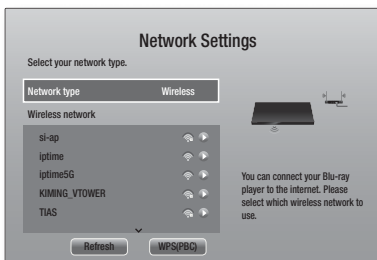 Network Settings
Select your network type.
Network type Wireless
Wireless network
si-ap
iptime
iptime5G
KIMING_VTOWER
TIAS
Refresh WPS(PBC)
You can connect your Blu-ray
player to the internet. Please
select which wireless network to
use.